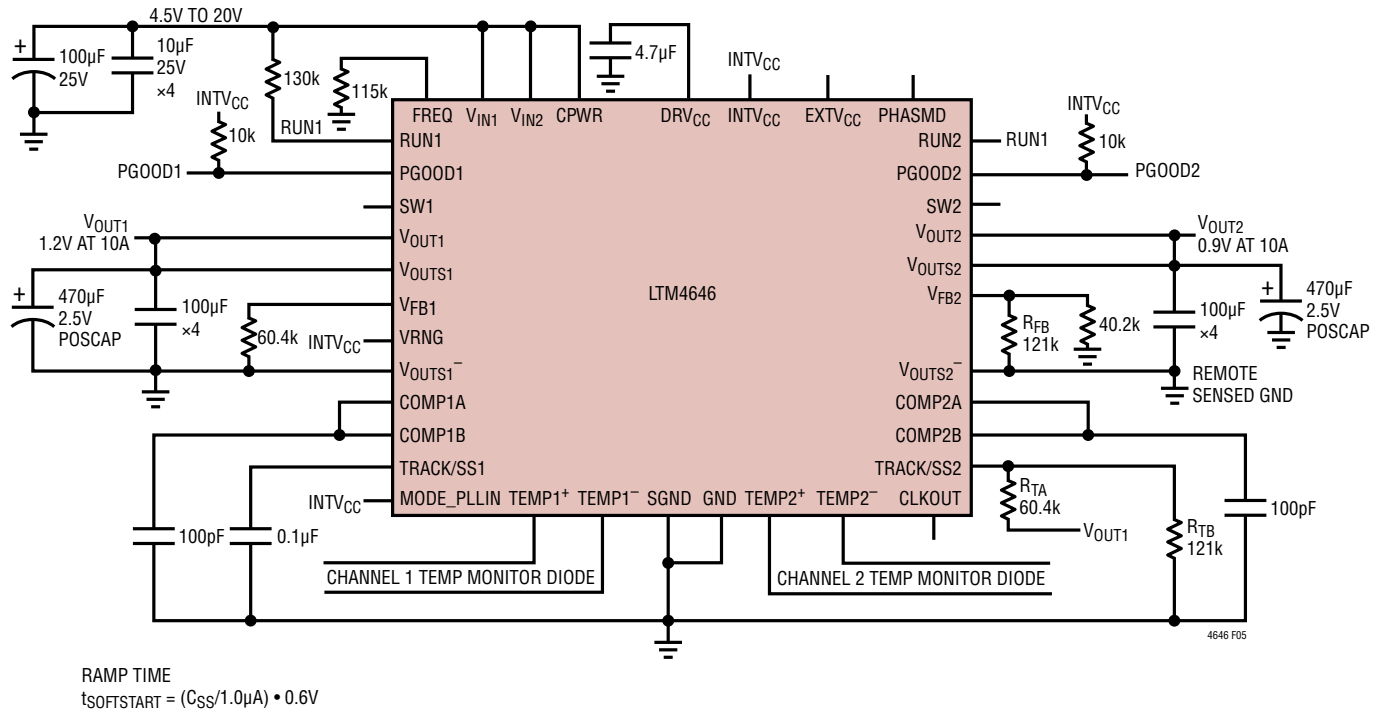 4.5V TO 20V
+
100µF
25V
10µF
25V
×4
130k
115k
4.7µF
INTVCC
INTVCC
10k
RUN1
INTVCC
10k
FREQ
VIN1
VIN2
CPWR
DRVCC
INTVCC
EXTVCC
PHASMD
RUN1
RUN2
RUN1
PGOOD1
PGOOD1
PGOOD2
PGOOD2
SW1
SW2
VOUT1
1.2V AT 10A
VOUT1
VOUT2
VOUT2
0.9V AT 10A
VOUTS1
VOUTS2
LTM4646
+
470µF
2.5V
POSCAP
100µF
×4
60.4k
VFB1
VFB2
RFB
121k
40.2k
100µF
×4
+
470µF
2.5V
POSCAP
INTVCC
VRNG
VOUTS1–
VOUTS2–
REMOTE
SENSED GND
COMP1A
COMP2A
COMP1B
COMP2B
TRACK/SS1
TRACK/SS2
INTVCC
MODE_PLLIN
TEMP1+
TEMP1–
SGND
GND
TEMP2+
TEMP2–
CLKOUT
RTA
60.4k
VOUT1
RTB
121k
100pF
100pF
0.1µF
CHANNEL 1 TEMP MONITOR DIODE
CHANNEL 2 TEMP MONITOR DIODE
4646 F05
RAMP TIME
tSOFTSTART = (CSS/1.0µA) • 0.6V